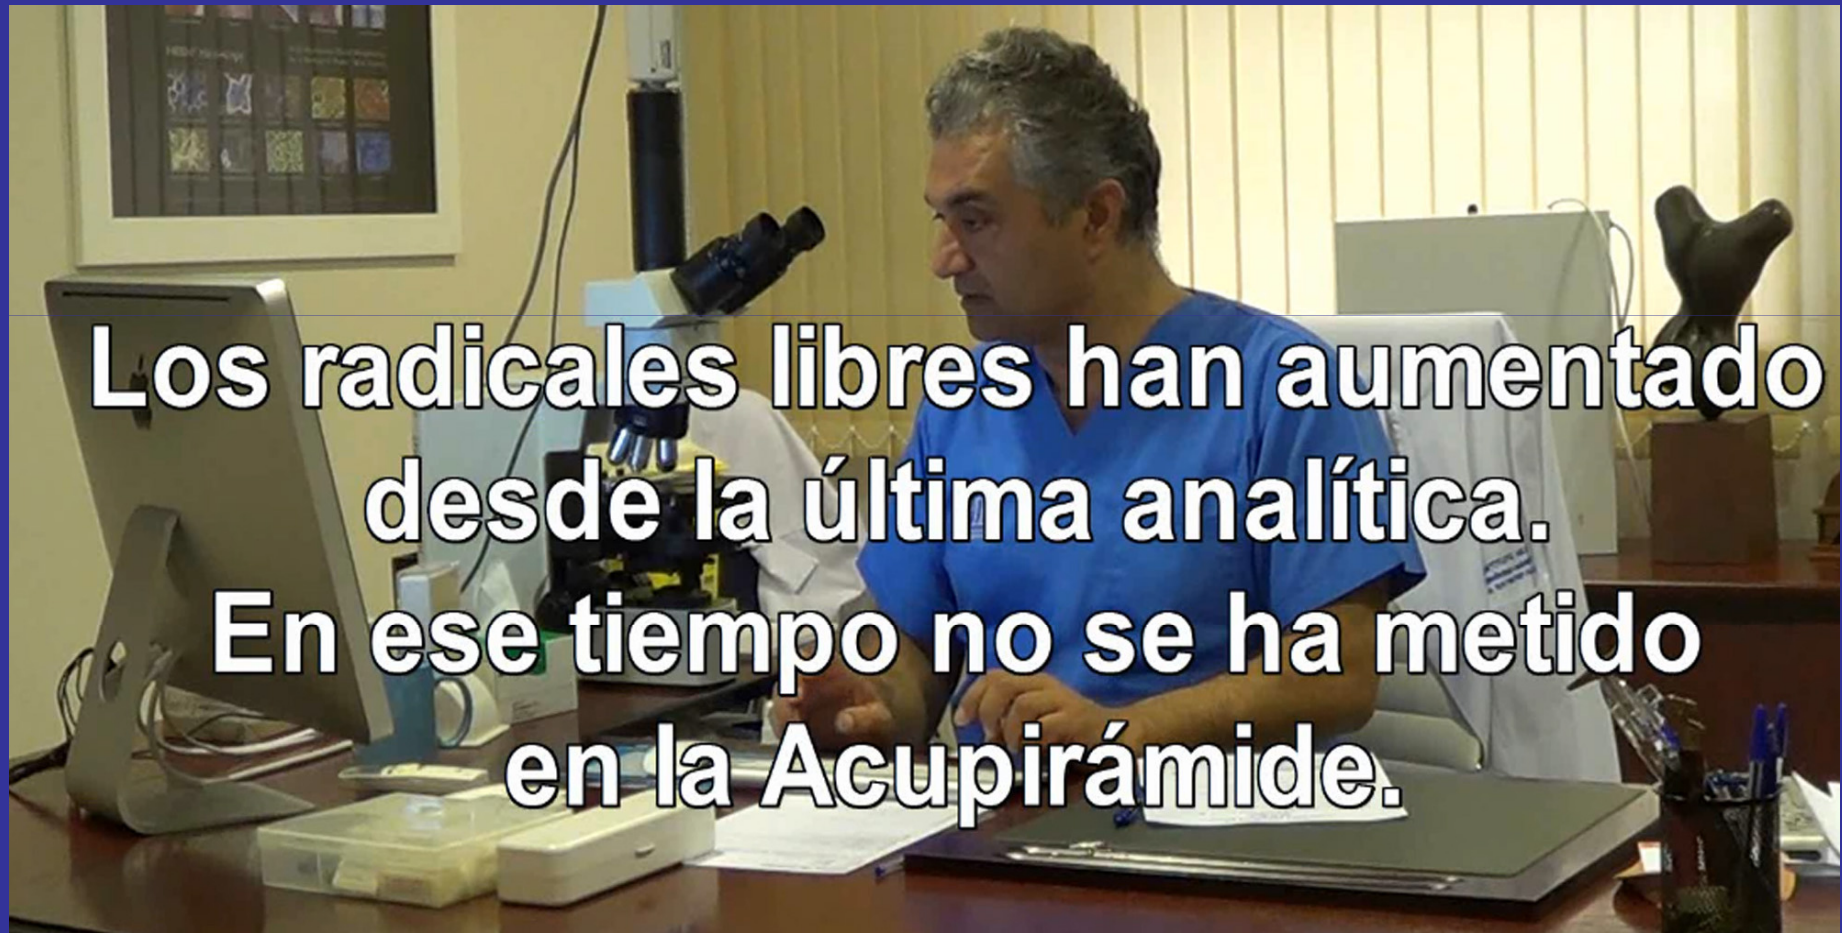 Los radicales libres han aumentado
desde la última analítica.
En ese tiempo no se ha metido
en la Acupirámide.